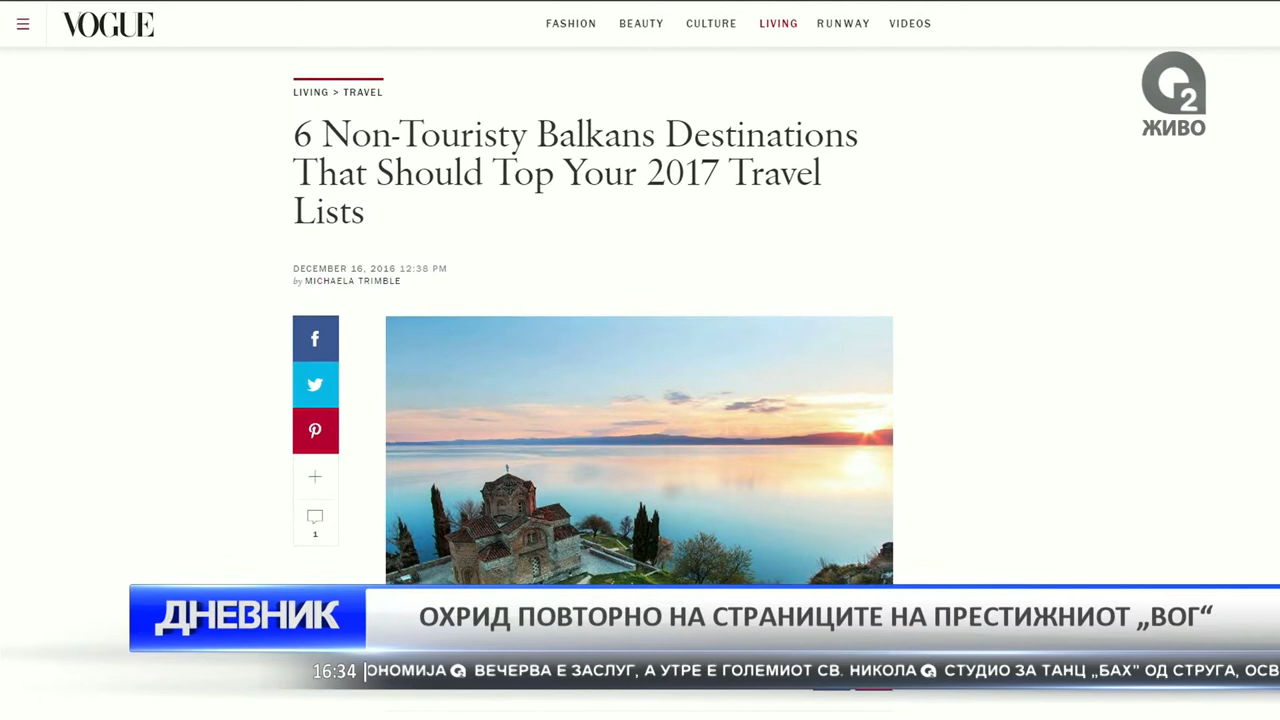 VOGUE
FASHION BEAUTY CULTURE LIVING RUNWAY VIDEOS
2
ЖИВО
LIVING > TRAVEL
6 Non-Touristy Balkans Destinations
That Should Top Your 2017 Travel
Lists
DECEMBER 16, 2016 12:38 PM
by MICHAELA TRIMBLE
1
ДНЕВНИК
ОХРИД ПОВТОРНО НА СТРАНИЦИТЕ НА ПРЕСТИЖНИОТ „ВОГ“
16:34
ОНОМИЈА ВЕЧЕРВА Е ЗАСЛУГ, А УТРЕ Е ГОЛЕМИОТ СВ. НИКОЛА СТУДИО ЗА ТАНЦ „БАХ" ОД СТРУГА, ОСВ